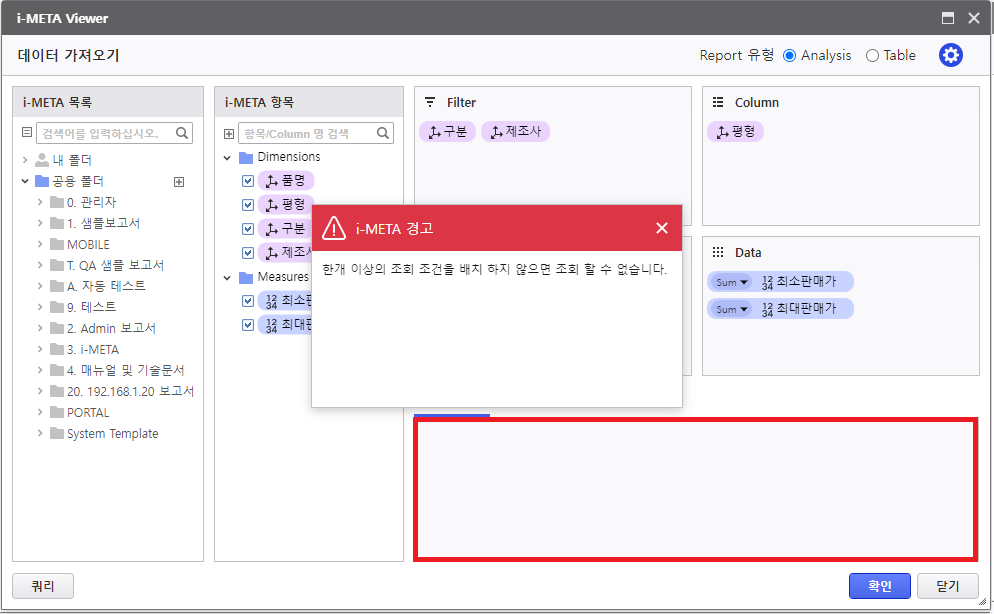 i-META Viewer
데이터 가져오기
Report 유형 Analysis Table
i-META 목록
검색어를 입력하십시오.
내 폴더
공용 폴더
0. 관리자
1. 샘플보고서
MOBILE
T. QA 샘플 보고서
A. 자동 테스트
9. 테스트
2. Admin 보고서
3. i-META
4. 매뉴얼 및 기술문서
20. 192.168.1.20 보고서
PORTAL
System Template
i-META 항목
항목/Column 명 검색
Dimensions
품명
평형
구분
제조사
Measures
12 34 최소판
12 34 최대판
Filter
구분 제조사
Column
평형
Data
Sum 12 34 최소판매가
Sum 12 34 최대판매가
i-META 경고
한개 이상의 조회 조건을 배치 하지 않으면 조회 할 수 없습니다.
쿼리
확인 닫기